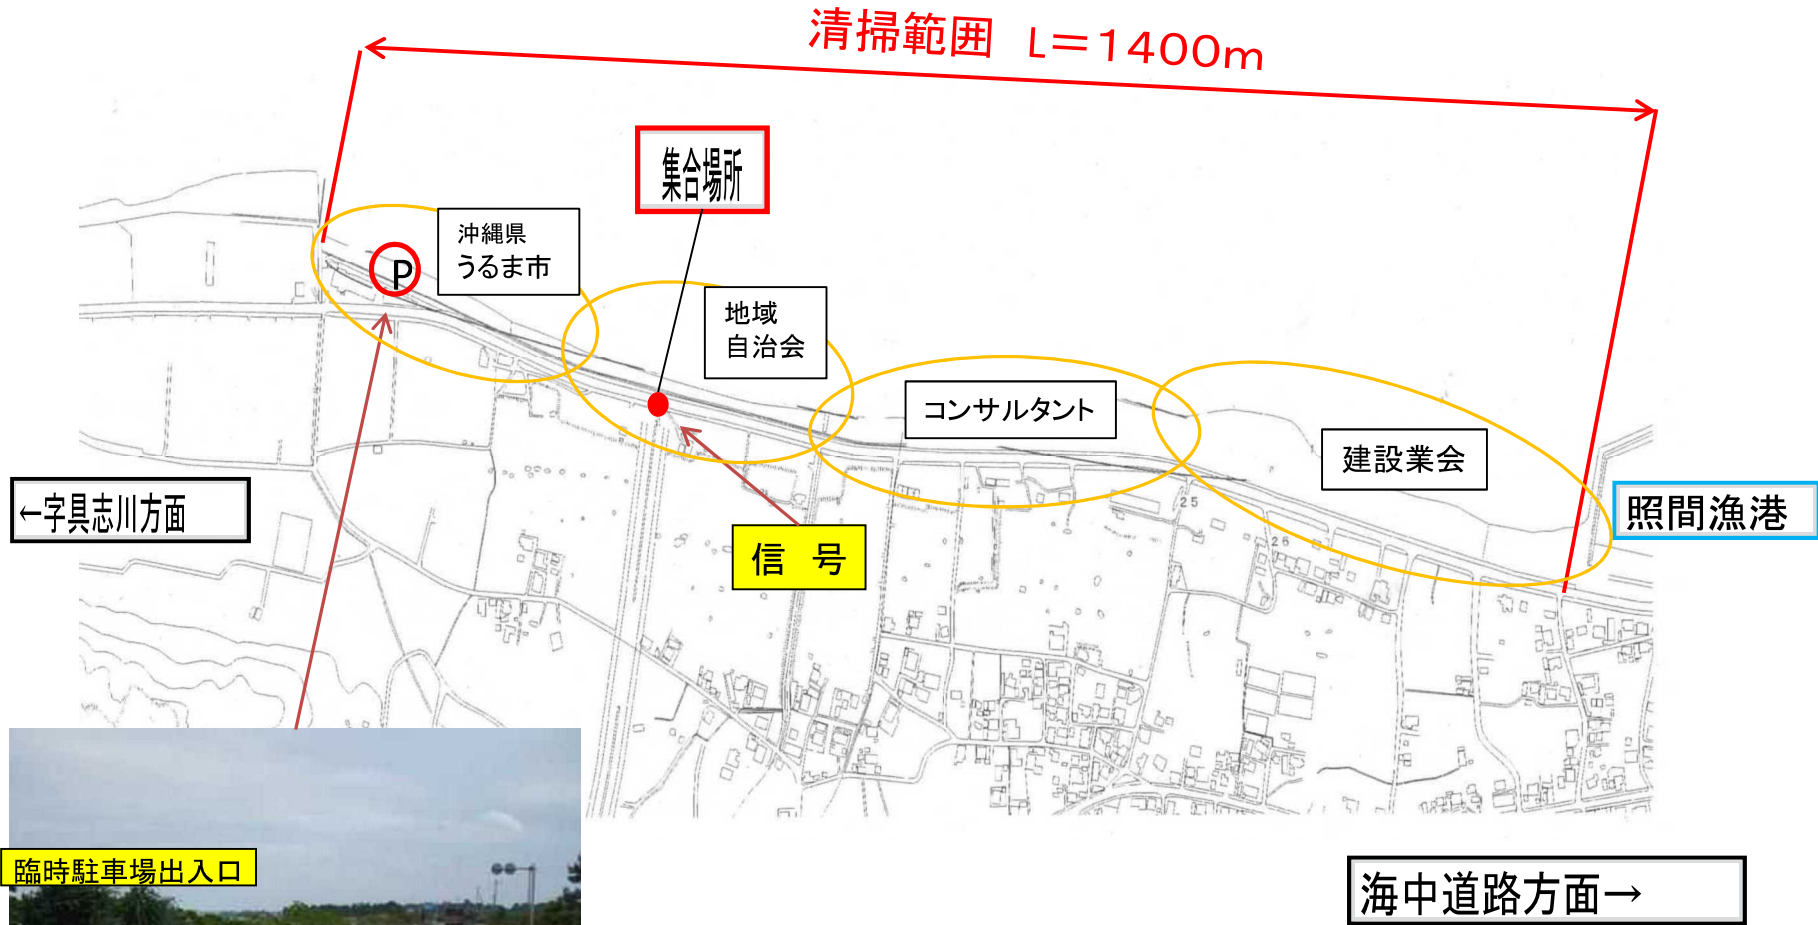 清掃範囲　L＝1400m
集合場所
沖縄県
うるま市
P
地域
自治会
コンサルタント
建設業会
照間漁港
←字具志川方面
信　号
25
26
臨時駐車場出入口
海中道路方面→